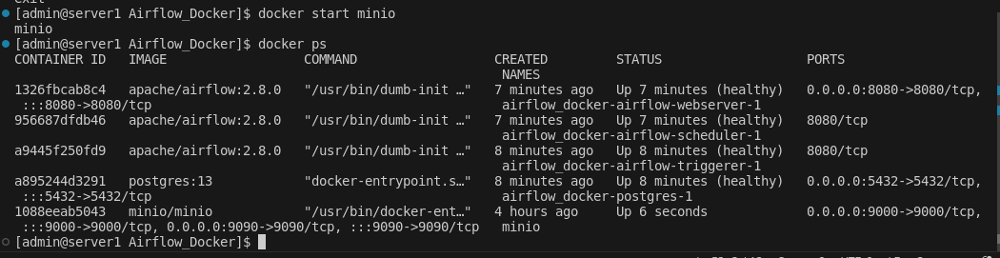 exit
[admin@server1 Airflow_Docker]$ docker start minio
minio
[admin@server1 Airflow_Docker]$ docker ps
CONTAINER ID   IMAGE                  COMMAND                  CREATED         STATUS                   PORTS
                                                                NAMES
1326fbcab8c4   apache/airflow:2.8.0   "/usr/bin/dumb-init …"   7 minutes ago   Up 7 minutes (healthy)   0.0.0.0:8080->8080/tcp,
 :::8080->8080/tcp                                              airflow_docker-airflow-webserver-1
956687dfdb46   apache/airflow:2.8.0   "/usr/bin/dumb-init …"   7 minutes ago   Up 7 minutes (healthy)   8080/tcp
                                                                airflow_docker-airflow-scheduler-1
a9445f250fd9   apache/airflow:2.8.0   "/usr/bin/dumb-init …"   8 minutes ago   Up 8 minutes (healthy)   8080/tcp
                                                                airflow_docker-airflow-triggerer-1
a895244d3291   postgres:13            "docker-entrypoint.s…"   8 minutes ago   Up 8 minutes (healthy)   0.0.0.0:5432->5432/tcp,
 :::5432->5432/tcp                                              airflow_docker-postgres-1
1088eeab5043   minio/minio            "/usr/bin/docker-ent…"   4 hours ago     Up 6 seconds             0.0.0.0:9000->9000/tcp,
 :::9000->9000/tcp, 0.0.0.0:9090->9090/tcp, :::9090->9090/tcp   minio
[admin@server1 Airflow_Docker]$